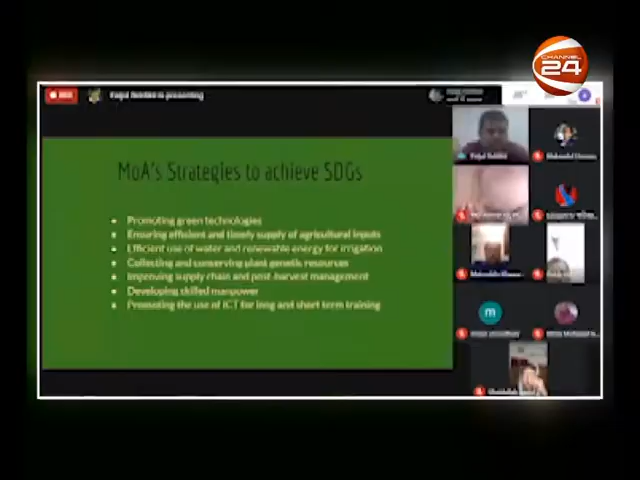 CHANNEL
24
REC
is presenting
MoA's Strategies to achieve SDGs
Promoting green technologies
Ensuring efficient and timely supply of agricultural inputs
Efficient use of water and renewable energy for irrigation
Collecting and conserving plant genetic resources
Improving supply chain and post-harvest management
Developing skilled manpower
Promoting the use of ICT for long and short term training
m